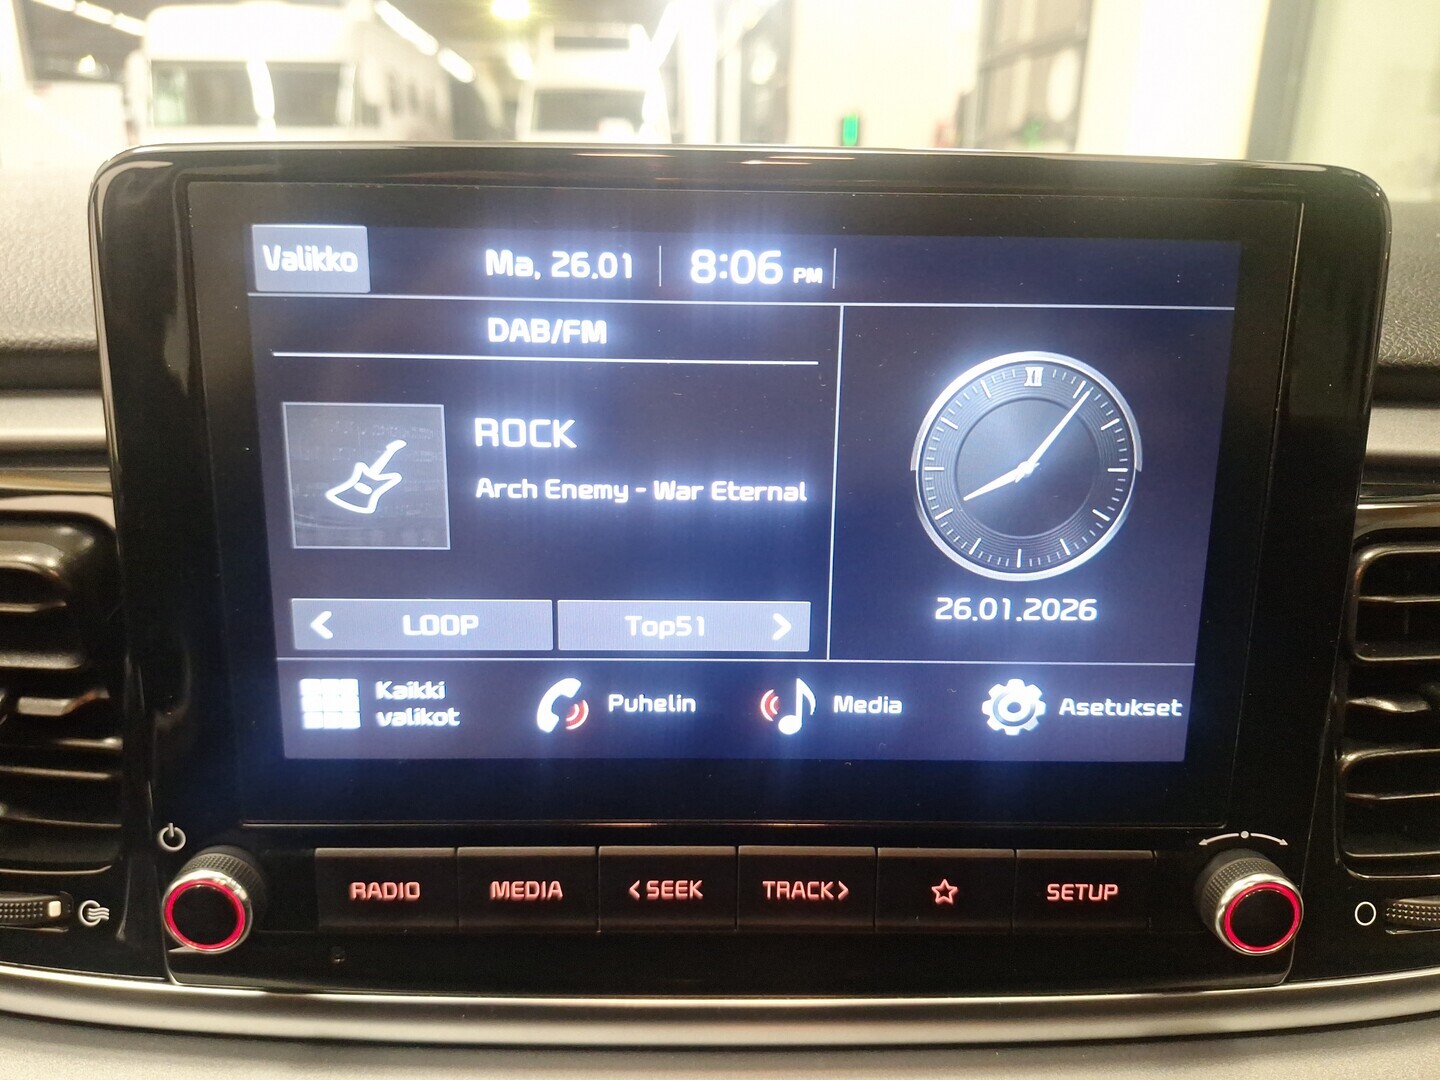 Valikko
Ma, 26.01
8:06 PM
DAB/FM
XII
ROCK
Arch Enemy - War Eternal
26.01.2026
< LOOP
Top51 >
Kaikki
valikot
Puhelin
Media
Asetukset
RADIO
MEDIA
< SEEK
TRACK >
SETUP